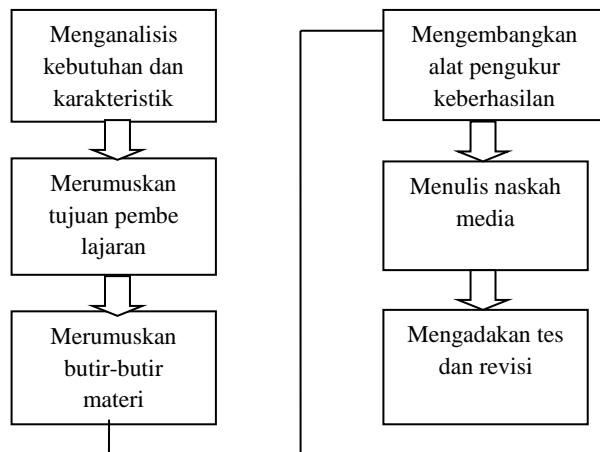 Menganalisis
kebutuhan dan
karakteristik
Merumuskan
tujuan pembe
lajaran
Merumuskan
butir-butir
materi
Mengembangkan
alat pengukur
keberhasilan
Menulis naskah
media
Mengadakan tes
dan revisi